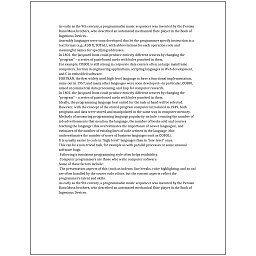 As early as the 9th century, a programmable music sequencer was invented by the Persian
Banu Musa brothers, who described an automated mechanical flute player in the Book of
Ingenious Devices.
Assembly languages were soon developed that let the programmer specify instruction in a
text format (e.g., ADD X, TOTAL), with abbreviations for each operation code and
meaningful names for specifying addresses.
In 1801, the Jacquard loom could produce entirely different weaves by changing the
"program" - a series of pasteboard cards with holes punched in them.
For example, COBOL is still strong in corporate data centers often on large mainframe
computers, Fortran in engineering applications, scripting languages in Web development,
and C in embedded software.
FORTRAN, the first widely used high-level language to have a functional implementation,
came out in 1957, and many other languages were soon developed—in particular, COBOL
aimed at commercial data processing, and Lisp for computer research.
In 1801, the Jacquard loom could produce entirely different weaves by changing the
"program" - a series of pasteboard cards with holes punched in them.
Ideally, the programming language best suited for the task at hand will be selected.
However, with the concept of the stored-program computer introduced in 1949, both
programs and data were stored and manipulated in the same way in computer memory.
Methods of measuring programming language popularity include: counting the number of
job advertisements that mention the language, the number of books sold and courses
teaching the language (this overestimates the importance of newer languages), and
estimates of the number of existing lines of code written in the language (this
underestimates the number of users of business languages such as COBOL).
It is usually easier to code in "high-level" languages than in "low-level" ones.
This can be a non-trivial task, for example as with parallel processes or some unusual
software bugs.
Following a consistent programming style often helps readability.
Computer programmers are those who write computer software.
Some of these factors include:
The presentation aspects of this (such as indents, line breaks, color highlighting, and so on)
are often handled by the source code editor, but the content aspects reflect the
programmer's talent and skills.
As early as the 9th century, a programmable music sequencer was invented by the Persian
Banu Musa brothers, who described an automated mechanical flute player in the Book of
Ingenious Devices.